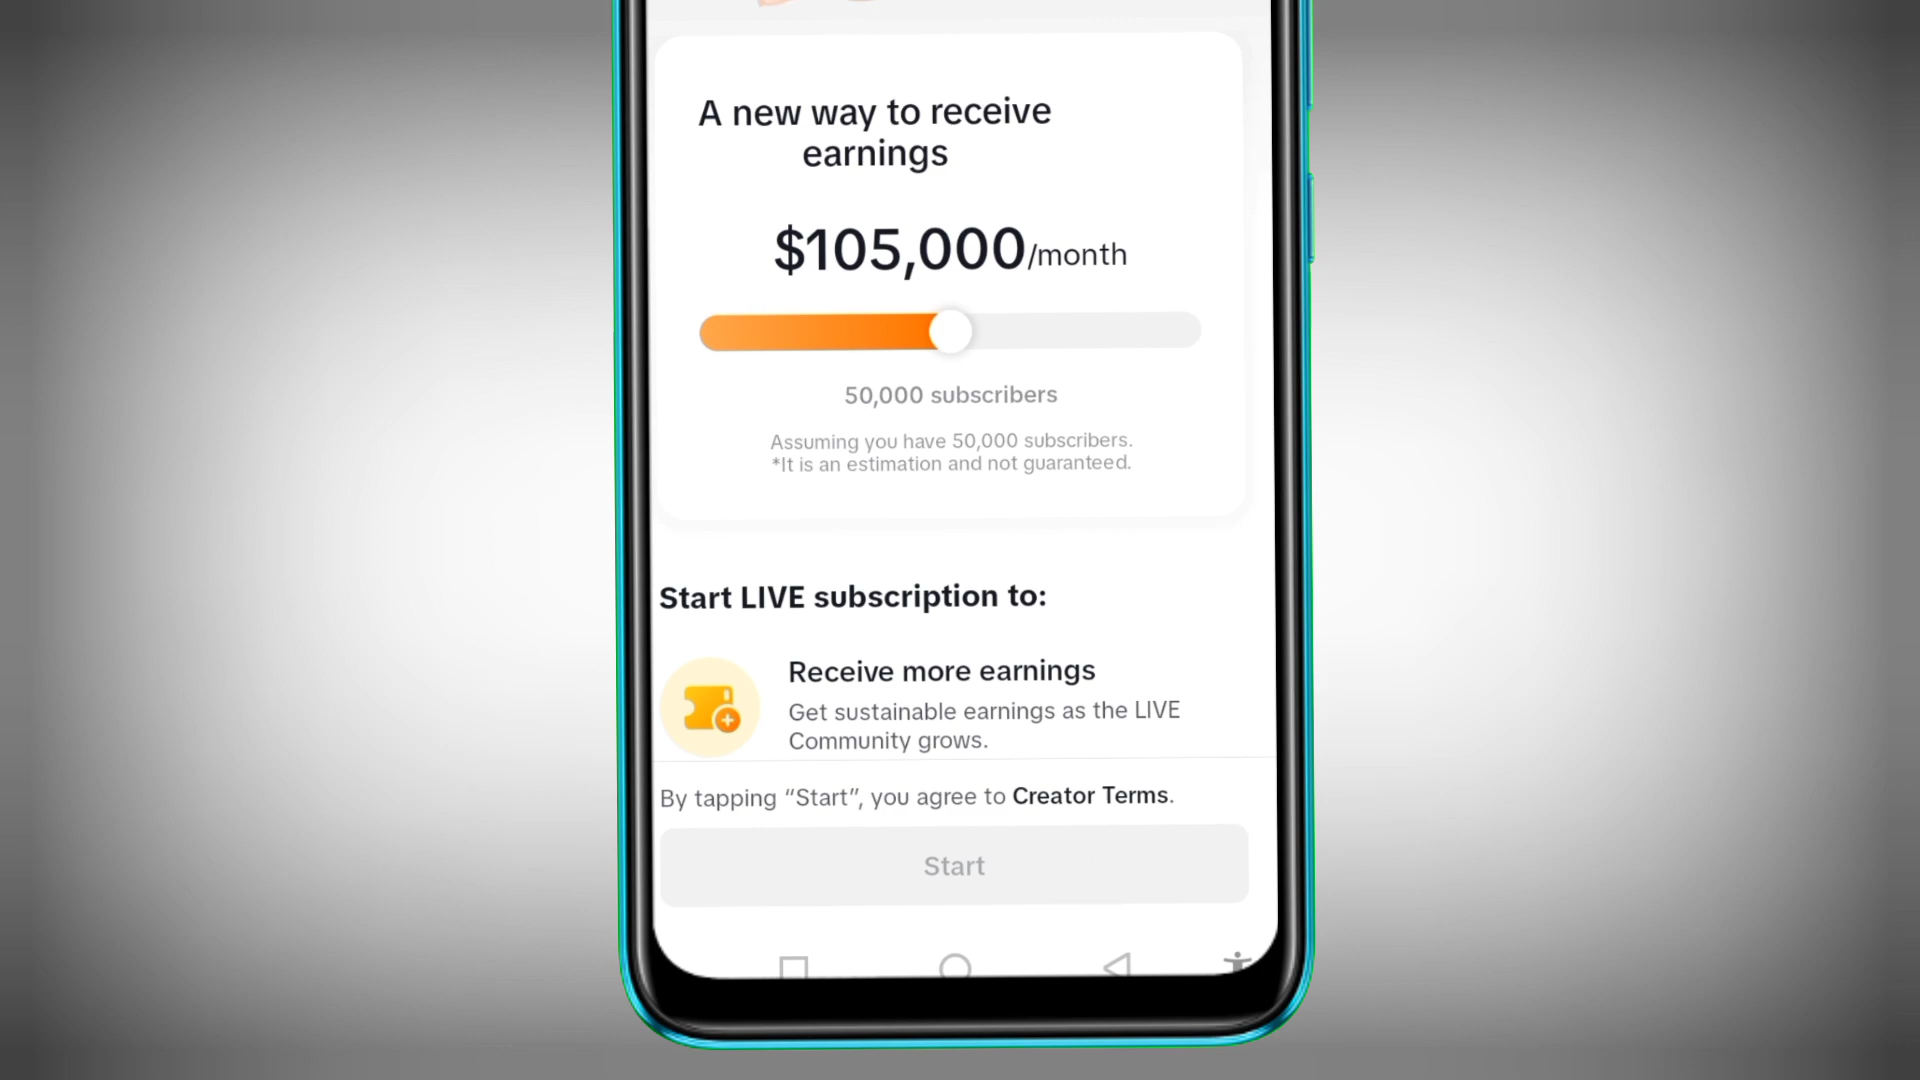 A new way to receive
earnings
$105,000/month
50,000 subscribers
Assuming you have 50,000 subscribers.
*It is an estimation and not guaranteed.
Start LIVE subscription to:
Receive more earnings
Get sustainable earnings as the LIVE
Community grows.
By tapping “Start”, you agree to Creator Terms.
Start